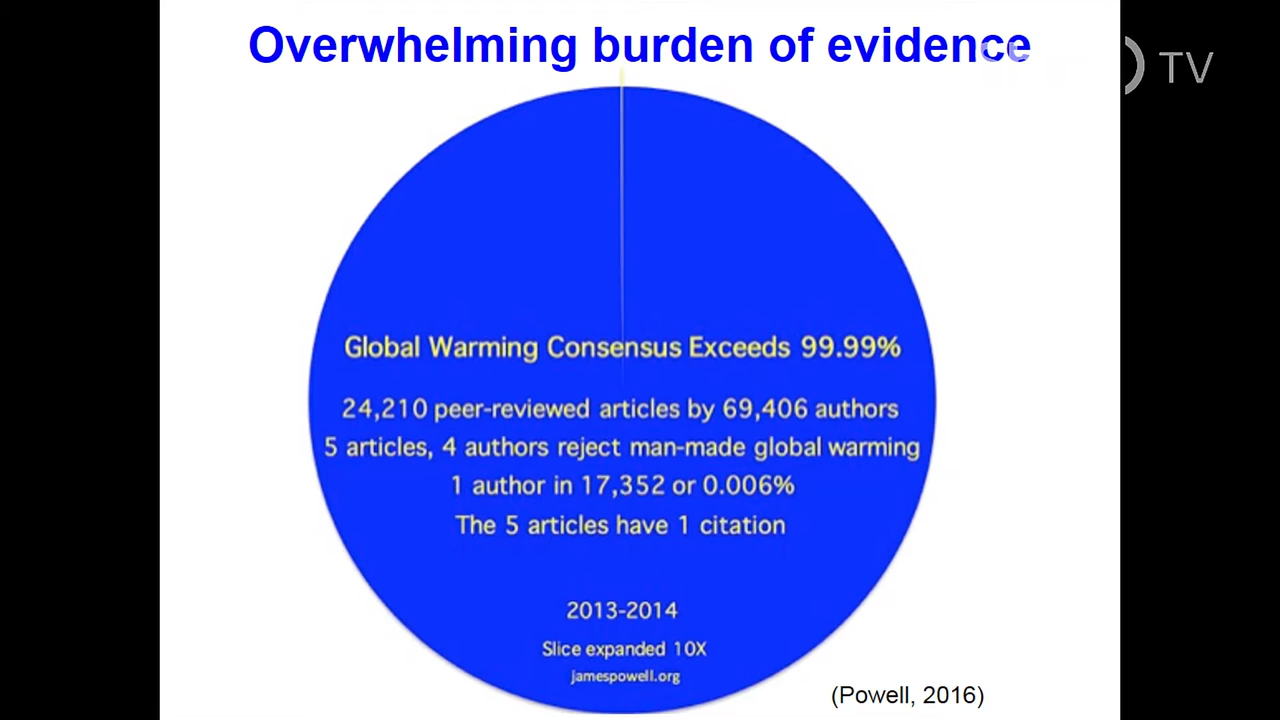 Overwhelming burden of evidence
TV
Global Warming Consensus Exceeds 99.99%
24,210 peer-reviewed articles by 69,406 authors
5 articles, 4 authors reject man-made global warming
1 author in 17,352 or 0.006%
The 5 articles have 1 citation
2013-2014
Slice expanded 10X
jamespowell.org
(Powell, 2016)